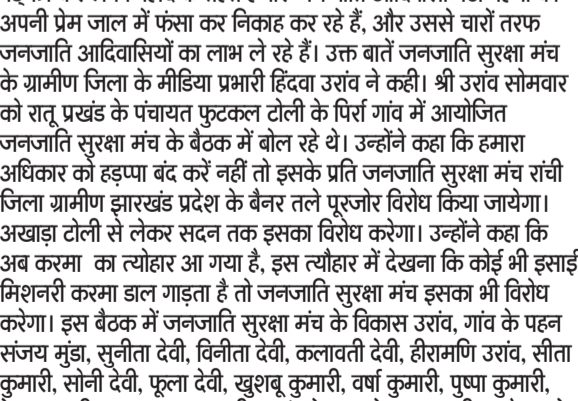 अपनी प्रेम जाल में फंसा कर निकाह कर रहे हैं, और उससे चारों तरफ
जनजाति आदिवासियों का लाभ ले रहे हैं। उक्त बातें जनजाति सुरक्षा मंच
के ग्रामीण जिला के मीडिया प्रभारी हिंदवा उरांव ने कही। श्री उरांव सोमवार
को रातू प्रखंड के पंचायत फुटकल टोली के पिर्रा गांव में आयोजित
जनजाति सुरक्षा मंच के बैठक में बोल रहे थे। उन्होंने कहा कि हमारा
अधिकार को हड़प्पा बंद करें नहीं तो इसके प्रति जनजाति सुरक्षा मंच रांची
जिला ग्रामीण झारखंड प्रदेश के बैनर तले पूरजोर विरोध किया जायेगा।
अखाड़ा टोली से लेकर सदन तक इसका विरोध करेगा। उन्होंने कहा कि
अब करमा का त्योहार आ गया है, इस त्यौहार में देखना कि कोई भी इसाई
मिशनरी करमा डाल गाड़ता है तो जनजाति सुरक्षा मंच इसका भी विरोध
करेगा। इस बैठक में जनजाति सुरक्षा मंच के विकास उरांव, गांव के पहन
संजय मुंडा, सुनीता देवी, विनीता देवी, कलावती देवी, हीरामणि उरांव, सीता
कुमारी, सोनी देवी, फूला देवी, खुशबू कुमारी, वर्षा कुमारी, पुष्पा कुमारी,